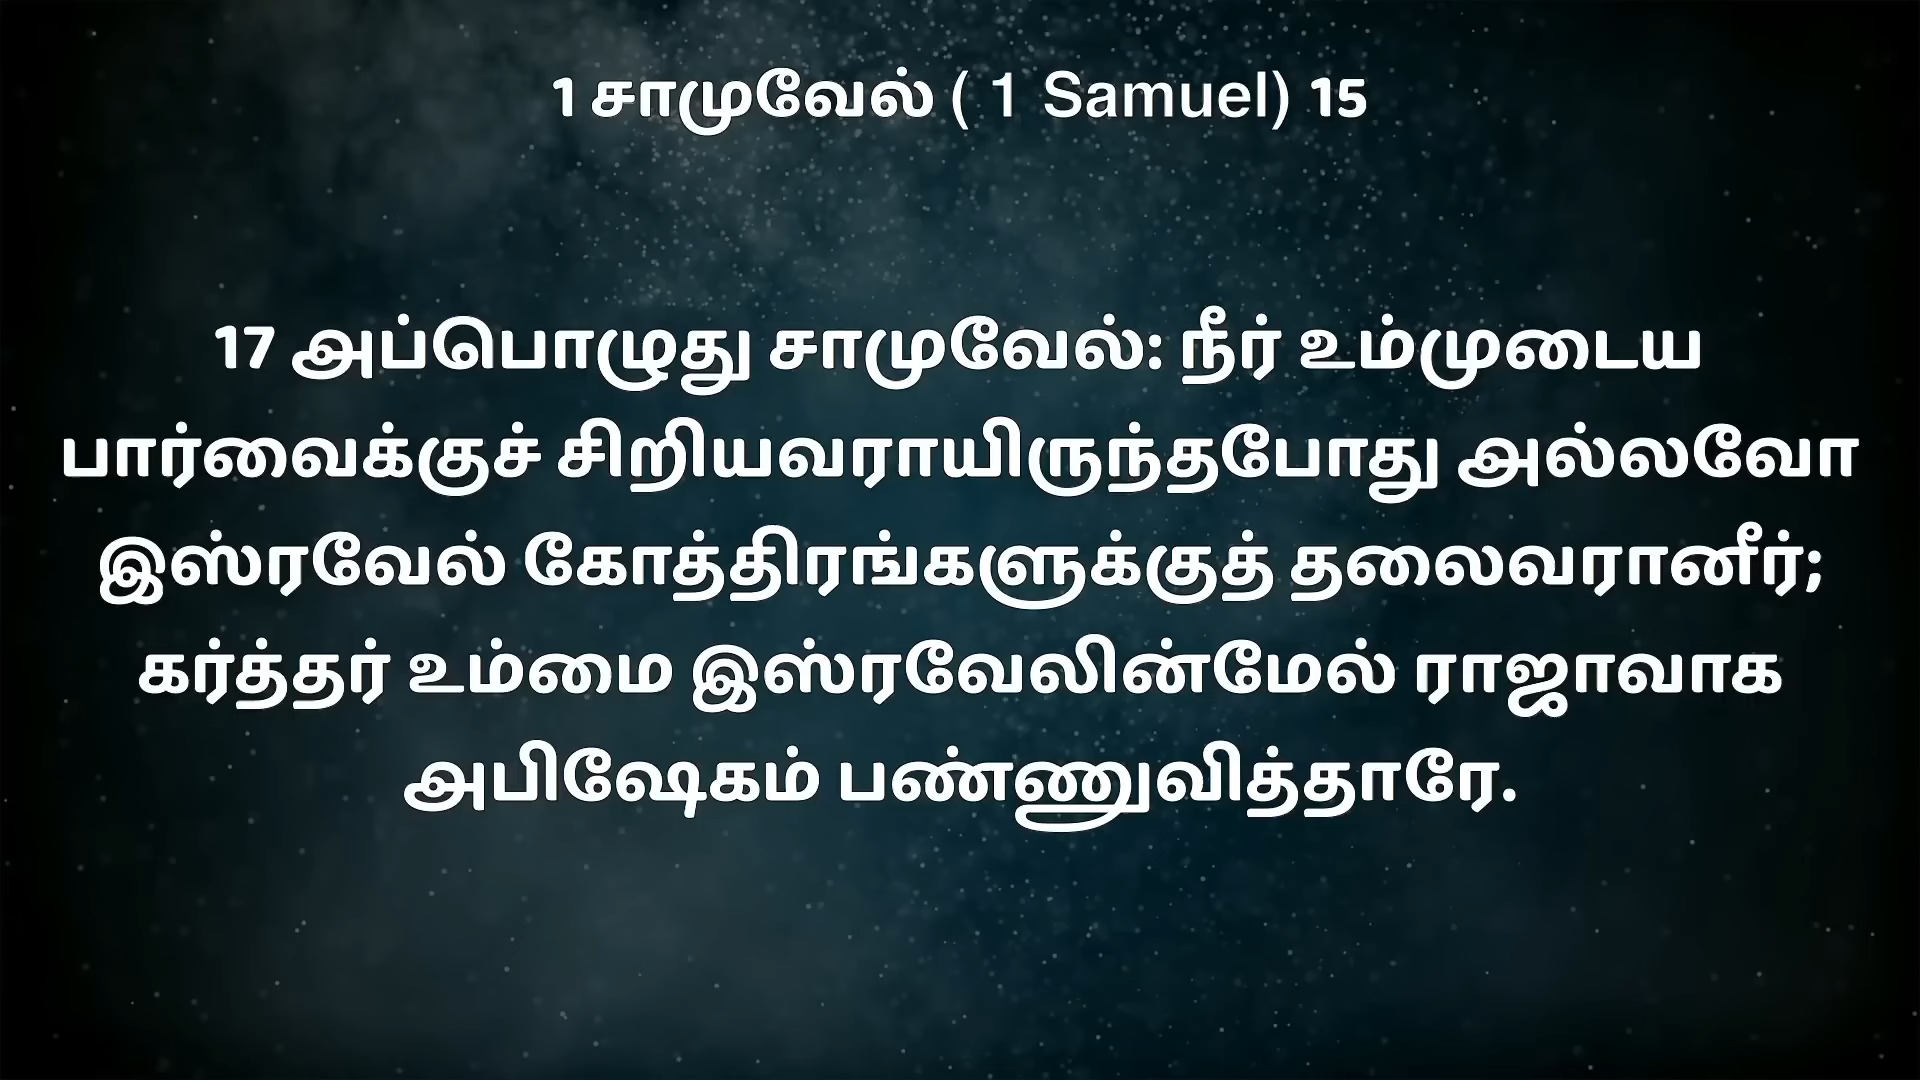 1 சாமுவேல் ( 1 Samuel) 15
17 அப்பொழுது சாமுவேல்: நீர் உம்முடைய
பார்வைக்குச் சிறியவராயிருந்தபோது அல்லவோ
இஸ்ரவேல் கோத்திரங்களுக்குத் தலைவரானீர்;
கர்த்தர் உம்மை இஸ்ரவேலின்மேல் ராஜாவாக
அபிஷேகம் பண்ணுவித்தாரே.